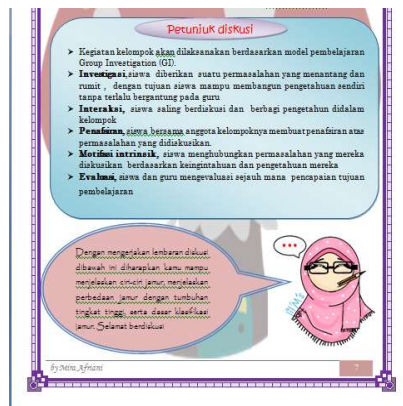 Petunjuk diskusi
➤ Kegiatan kelompok akan dilaksanakan berdasarkan model pembelajaran
Group Investigation (GI).
➤ Investigasi, siswa diberikan suatu permasalahan yang menantang dan
rumit , dengan tujuan siswa mampu membangun pengetahuan sendiri
tanpa terlalu bergantung pada guru
➤ Interaksi, siswa saling berdiskusi dan berbagi pengetahun didalam
kelompok
➤ Penafsiran, siswa bersama anggota kelompoknya membuat penafsiran atas
permasalahan yang didiskusikan.
➤ Motifasi intrinsik, siswa menghubungkan permasalahan yang mereka
diskusikan berdasarkan keingintahuan dan pengetahuan mereka
➤ Evaluasi, siswa dan guru mengevaluasi sejauh mana pencapaian tujuan
pembelajaran
Dengan mengerjakan lembaran diskusi
dibawah ini diharapkan kamu mampu
menjelaskan ciri-ciri jamur, menjelaskan
perbedaan jamur dengan tumbuhan
tingkat tinggi, serta dasar klasifikasi
jamur. Selamat berdiskusi
by Mira Afriani
7